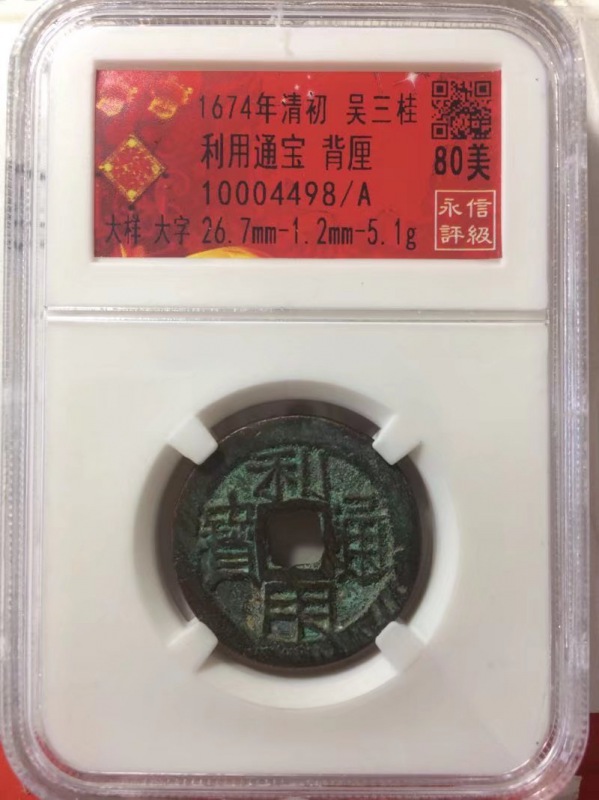 1674年清初 吴三桂
利用通宝 背厘
10004498/A
大样 大字 26.7mm-1.2mm-5.1g
80美
永信
評級
利用通寶